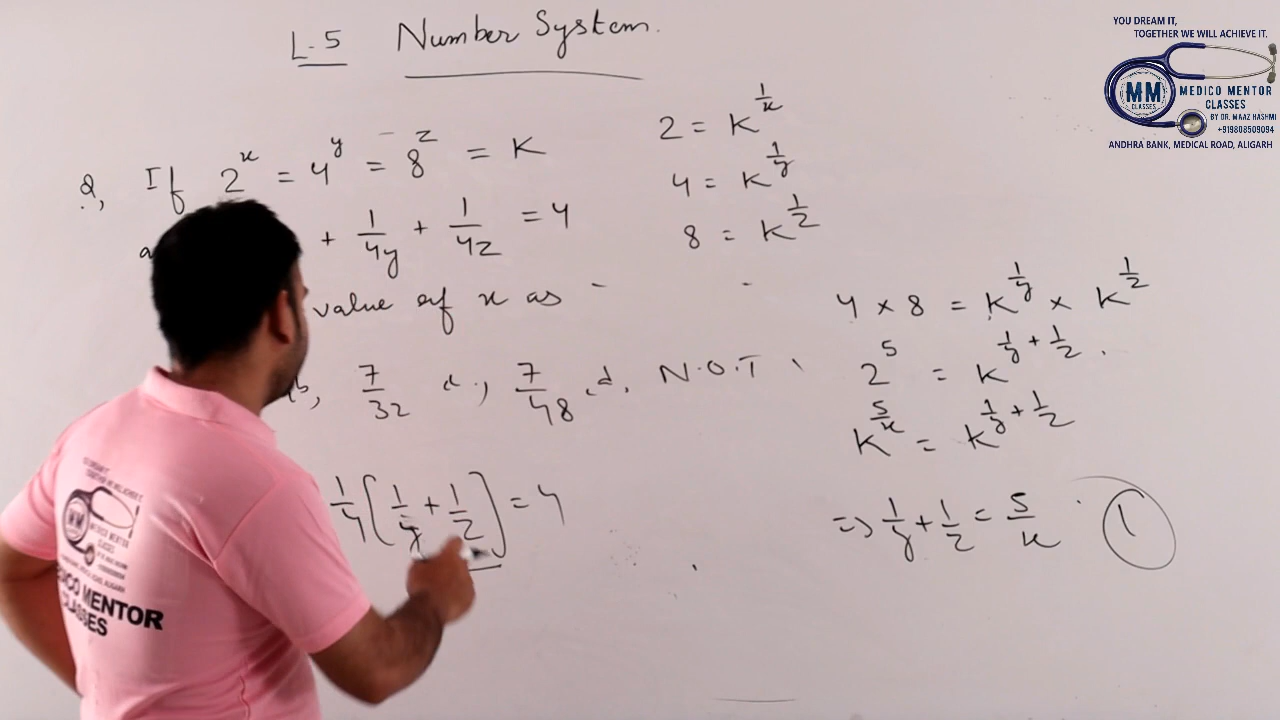 YOU DREAM IT,
TOGETHER WE WILL ACHIEVE IT.
MM
CLASSES
MEDICO MENTOR
CLASSES
BY DR. MAAZ HASHMI
+919808509094
ANDHRA BANK, MEDICAL ROAD, ALIGARH
L.5 Number System.
Q, If 2^x = 4^y = 8^z = K
+ 1/4y + 1/4z = 4
value of x as
b, 7/32 c, 7/48 d. N.O.T
1/4(1/y + 1/z) = 4
2 = K^1/x
4 = K^1/y
8 = K^1/z
4 × 8 = K^1/y × K^1/z
2^5 = K^1/y + 1/z
K^5/x = K^1/y + 1/z
=> 1/y + 1/z = 5/x 1
MEDICO MENTOR
CLASSES